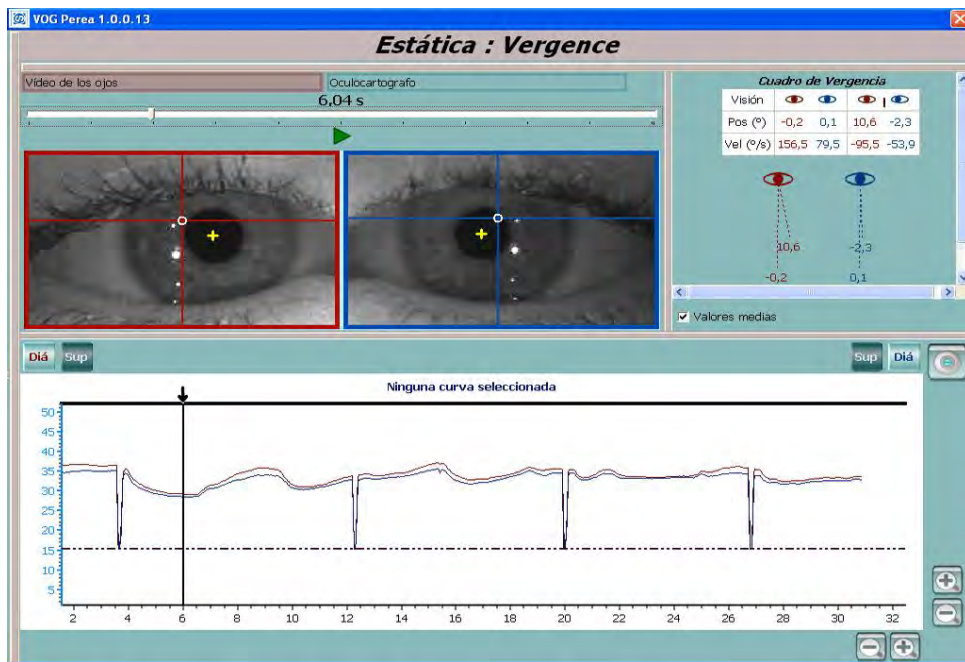 VOG Perea 1.0.0.13
Estática : Vergence
Vídeo de los ojos
Oculocartografo
6,04 s
Cuadro de Vergencia
Visión
Pos (º) -0,2 0,1 10,6 -2,3
Vel (º/s) 156,5 79,5 -95,5 -53,9
10,6 -2,3
-0,2 0,1
Valores medias
Diá Sup
Sup Diá
Ninguna curva seleccionada
50
45
40
35
30
25
20
15
10
5
2 4 6 8 10 12 14 16 18 20 22 24 26 28 30 32